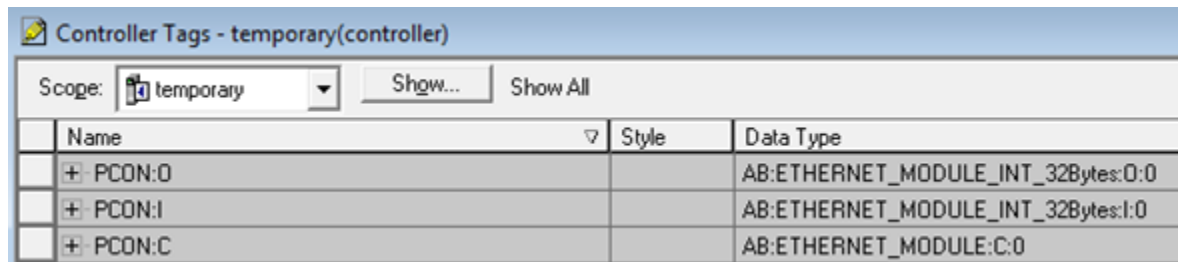 Controller Tags - temporary(controller)
Scope: temporary Show... Show All
Name Style Data Type
PCON:O AB:ETHERNET_MODULE_INT_32Bytes:O:0
PCON:I AB:ETHERNET_MODULE_INT_32Bytes:I:0
PCON:C AB:ETHERNET_MODULE:C:0